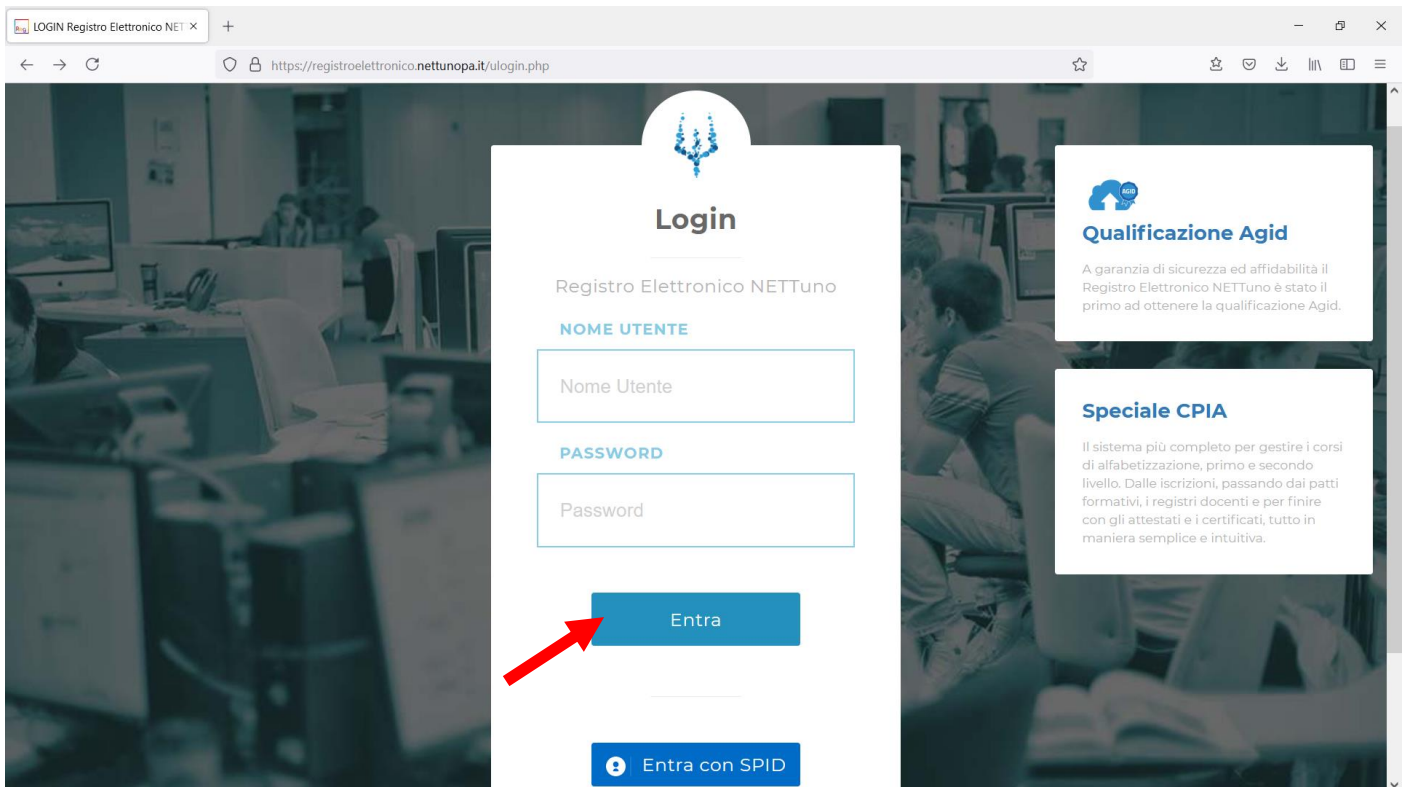 LOGIN Registro Elettronico NET
https://registroelettronico.nettunopa.it/ulogin.php
Login
Registro Elettronico NETTuno
NOME UTENTE
Nome Utente
PASSWORD
Password
Entra
Entra con SPID
AGID
Qualificazione Agid
A garanzia di sicurezza ed affidabilità il
Registro Elettronico NETTuno è stato il
primo ad ottenere la qualificazione Agid.
Speciale CPIA
Il sistema più completo per gestire i corsi
di alfabetizzazione, primo e secondo
livello. Dalle iscrizioni, passando dai patti
formativi, i registri docenti e per finire
con gli attestati e i certificati, tutto in
maniera semplice e intuitiva.